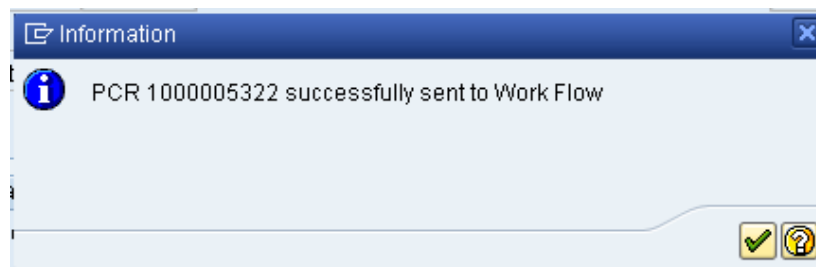 Information
PCR 1000005322 successfully sent to Work Flow